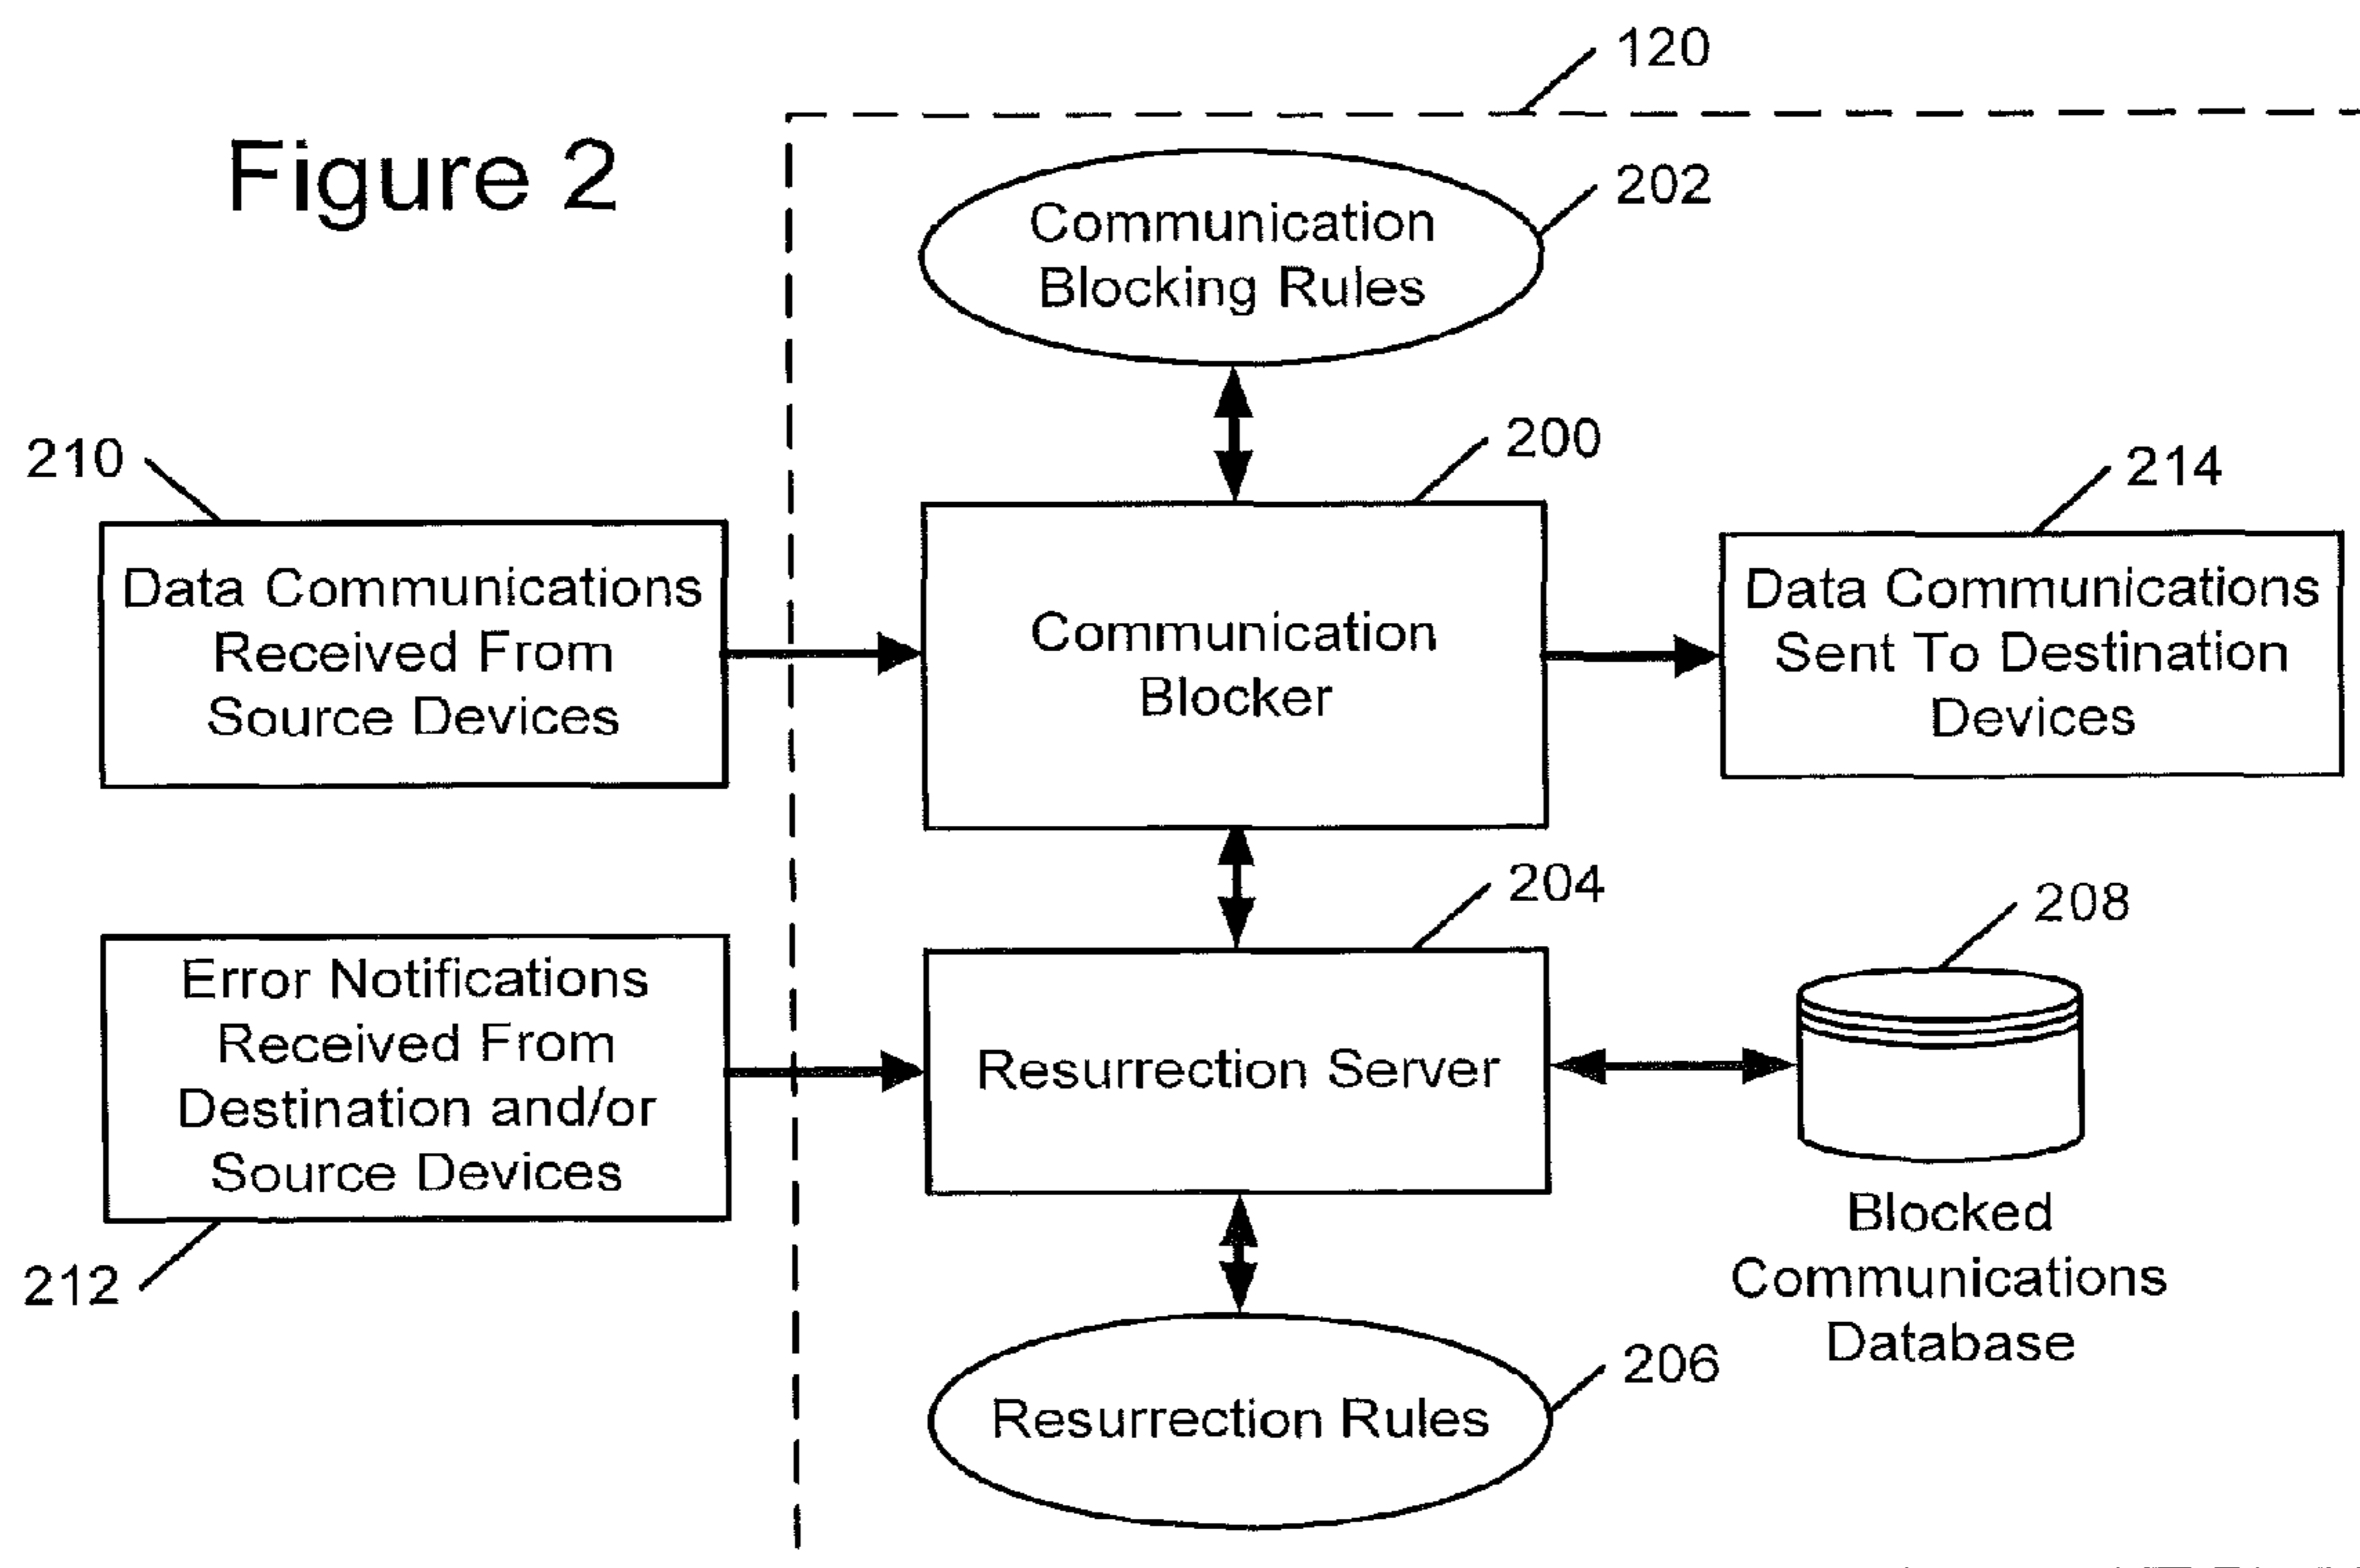 120
Figure 2
202
Communication
Blocking Rules
210
200
214
Data Communications
Received From
Source Devices
Communication
Blocker
Data Communications
Sent To Destination
Devices
204
208
Error Notifications
Received From
Destination and/or
Source Devices
Resurrection Server
212
Blocked
Communications
Database
206
Resurrection Rules